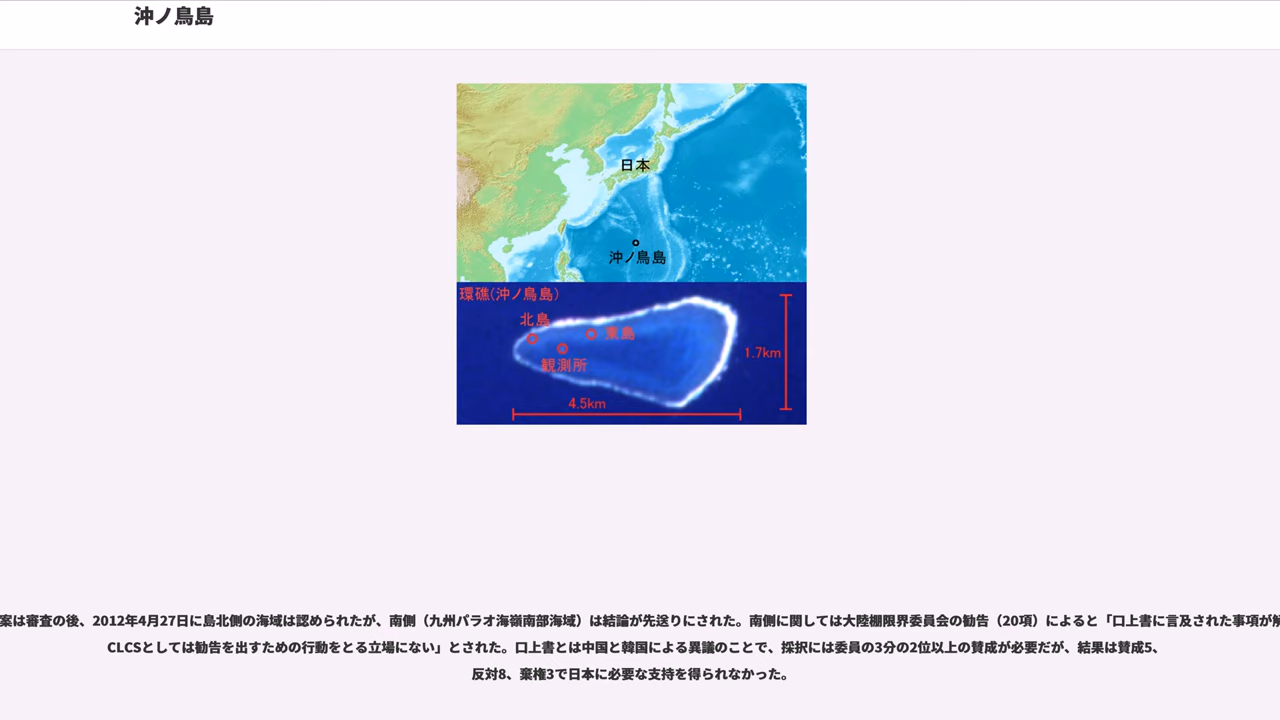 沖ノ鳥島
日本
沖ノ鳥島
環礁(沖ノ鳥島)
北島
東島
観測所
1.7km
4.5km
案は審査の後、2012年4月27日に島北側の海域は認められたが、南側（九州パラオ海嶺南部海域）は結論が先送りにされた。南側に関しては大陸棚限界委員会の勧告（20項）によると「口上書に言及された事項が解
CLCSとしては勧告を出すための行動をとる立場にない」とされた。口上書とは中国と韓国による異議のことで、採択には委員の3分の2位以上の賛成が必要だが、結果は賛成5、
反対8、棄権3で日本に必要な支持を得られなかった。